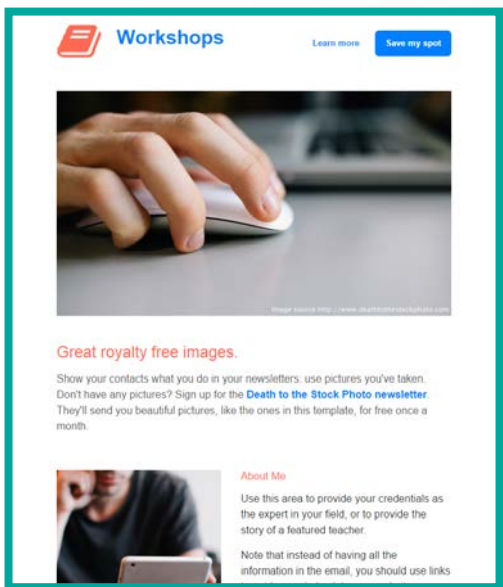 Workshops
Learn more
Save my spot
Image source http://www.deathtothestockphoto.com
Great royalty free images.
Show your contacts what you do in your newsletters: use pictures you've taken.
Don't have any pictures? Sign up for the Death to the Stock Photo newsletter.
They'll send you beautiful pictures, like the ones in this template, for free once a
month.
About Me
Use this area to provide your credentials as
the expert in your field, or to provide the
story of a featured teacher.
Note that instead of having all the
information in the email, you should use links